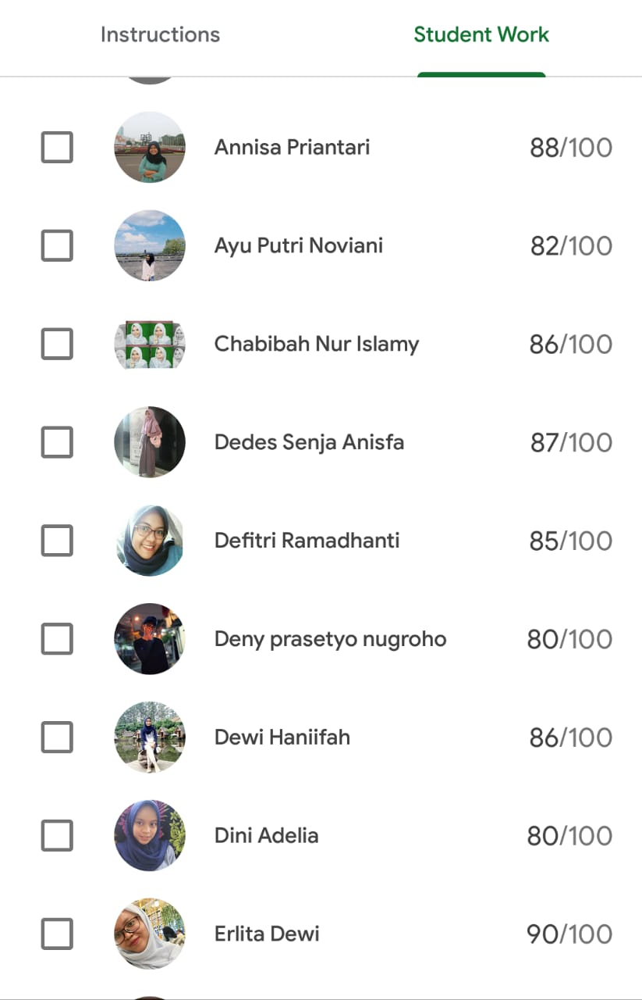 Instructions Student Work
Annisa Priantari 88/100
Ayu Putri Noviani 82/100
Chabibah Nur Islamy 86/100
Dedes Senja Anisfa 87/100
Defitri Ramadhanti 85/100
Deny prasetyo nugroho 80/100
Dewi Haniifah 86/100
Dini Adelia 80/100
Erlita Dewi 90/100